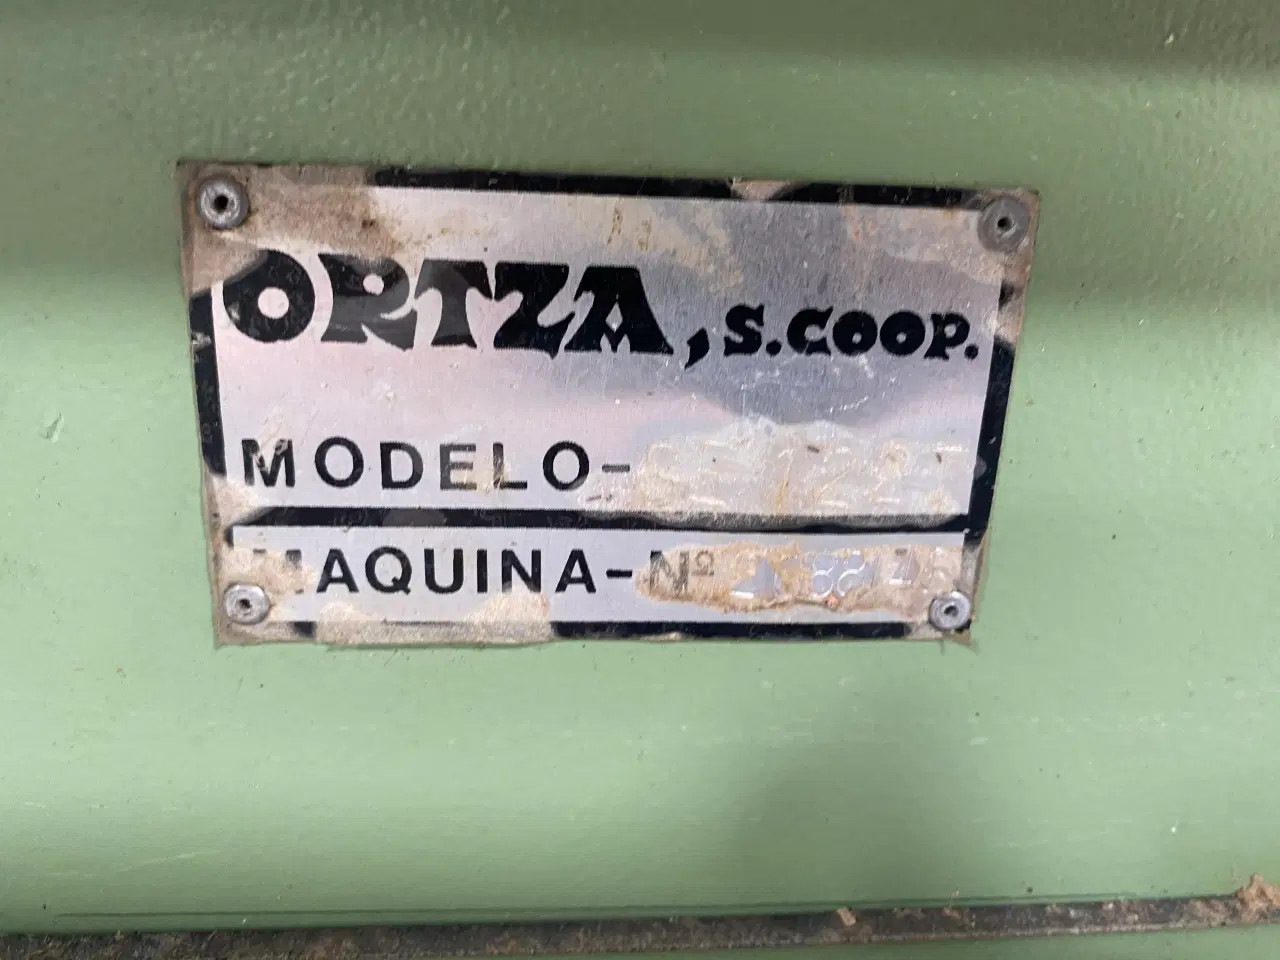 ORTZA, S.COOP.
MODELO-
MAQUINA-Nº